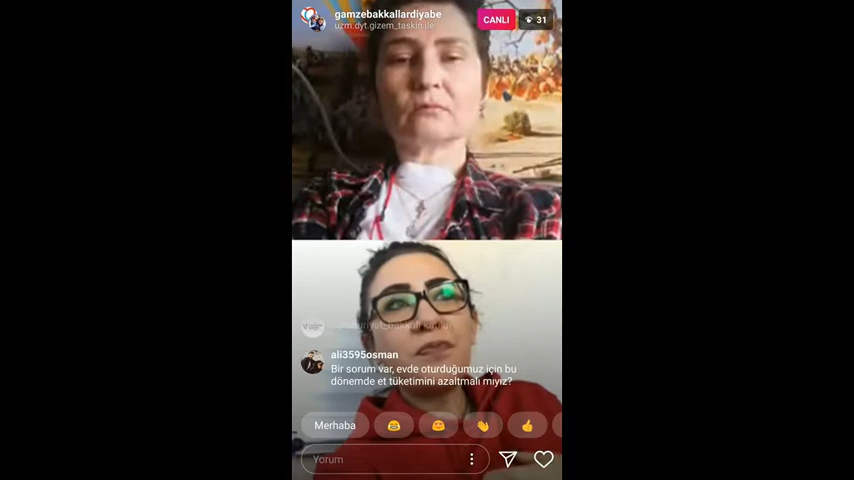 gamzebakkallardiyabe
uzm.dyt.gizem_taskin ile
CANLI
31
ali3595osman
Bir sorum var, evde oturduğumuz için bu
dönemde et tüketimini azaltmalı mıyız?
Merhaba
Yorum